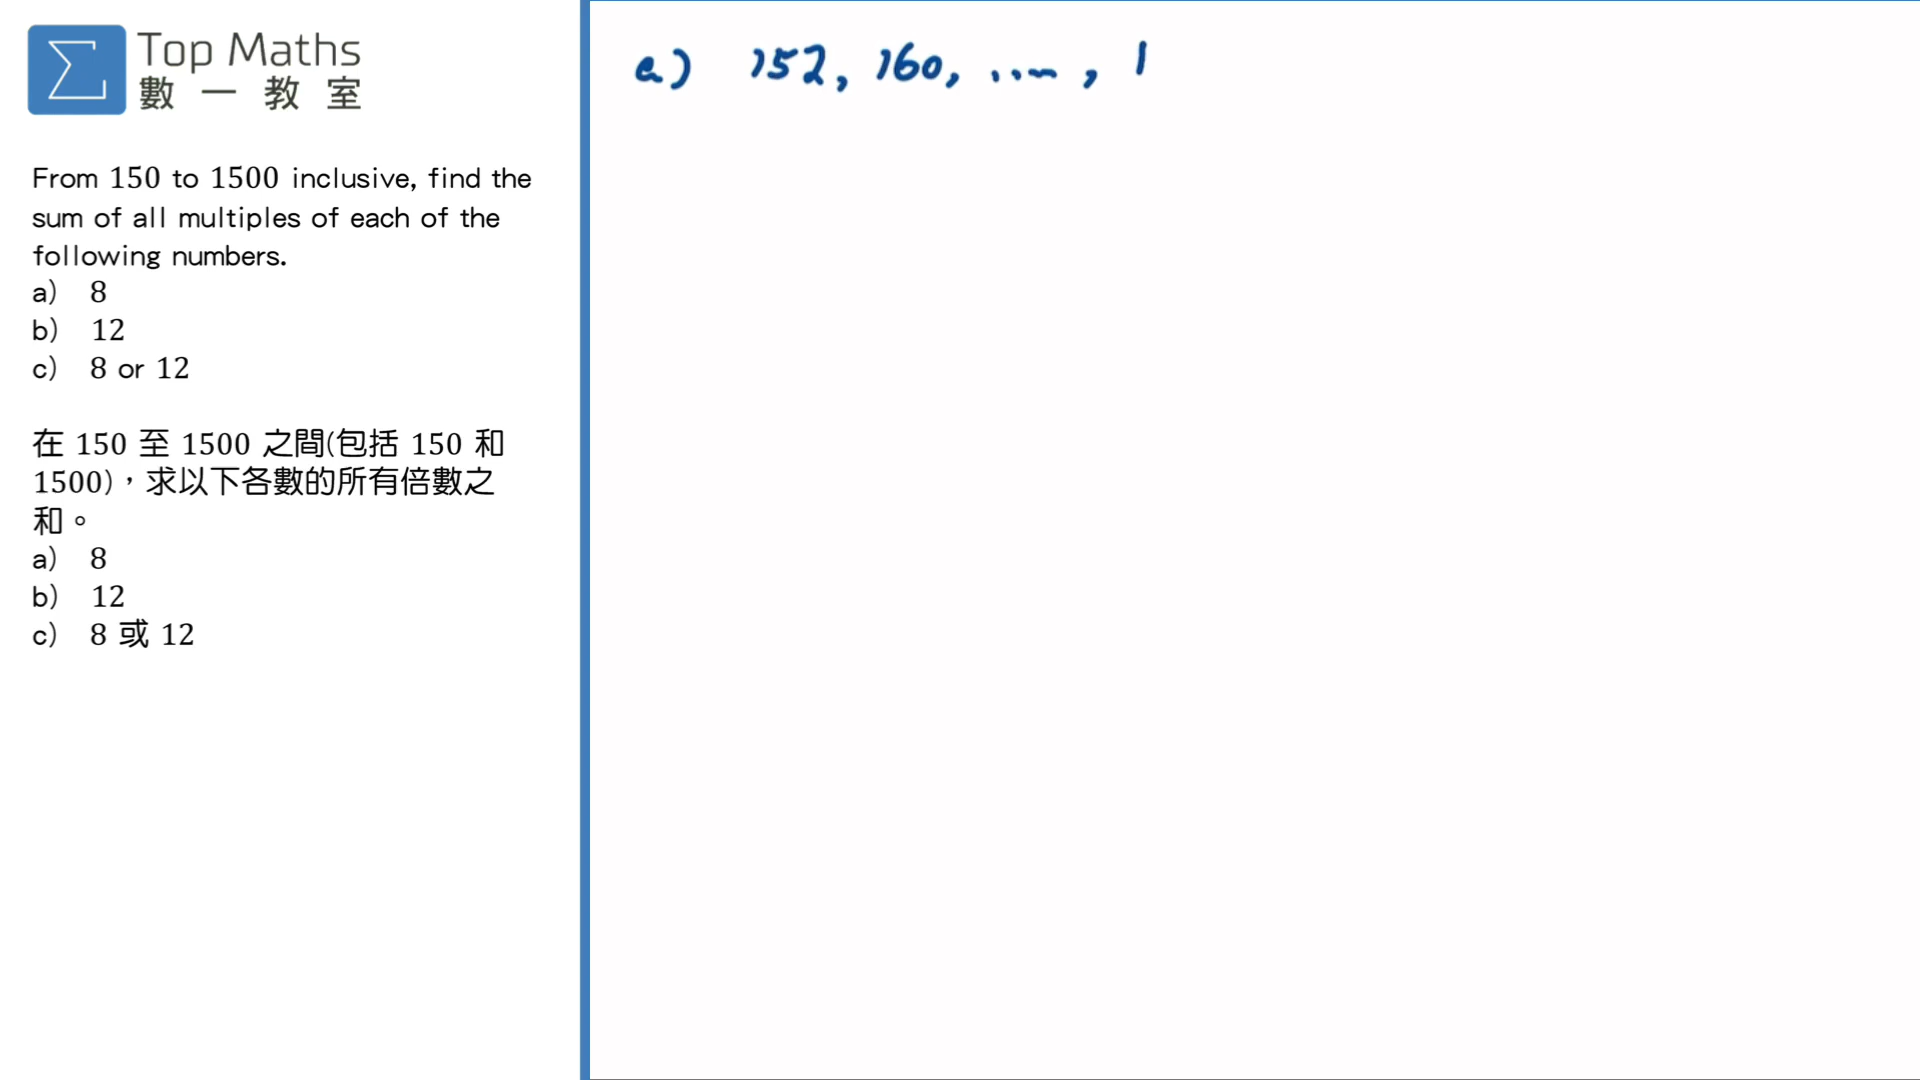 Top Maths
數一教室
From 150 to 1500 inclusive, find the
sum of all multiples of each of the
following numbers.
a) 8
b) 12
c) 8 or 12
在 150 至 1500 之間(包括 150 和
1500)，求以下各數的所有倍數之
和。
a) 8
b) 12
c) 8 或 12
a) 152, 160, ...., 1